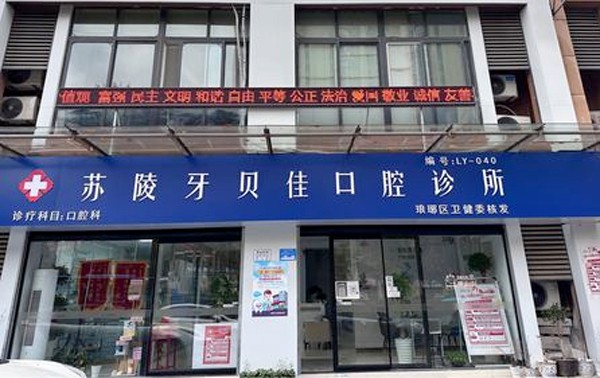 值观 富强 民主 文明 和谐 自由 平等 公正 法治 爱国 敬业 诚信 友善
编号:LY-040
苏陵牙贝佳口腔诊所
诊疗科目:口腔科
琅琊区卫健委核发